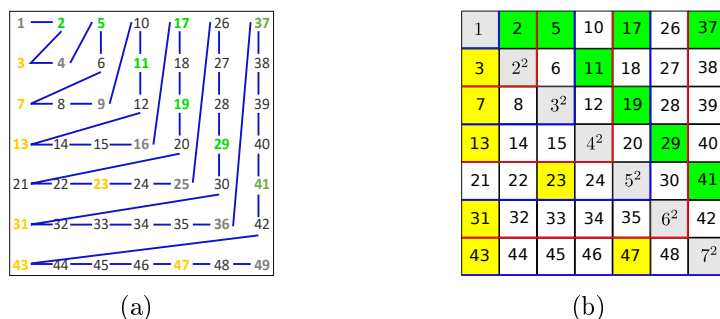 1 2 5 10 17 26 37
3 4 6 11 18 27 38
7 8 9 12 19 28 39
13 14 15 16 20 29 40
21 22 23 24 25 30 41
31 32 33 34 35 36 42
43 44 45 46 47 48 49
(a)
1 2 5 10 17 26 37
3 2² 6 11 18 27 38
7 8 3² 12 19 28 39
13 14 15 4² 20 29 40
21 22 23 24 5² 30 41
31 32 33 34 35 6² 42
43 44 45 46 47 48 7²
(b)